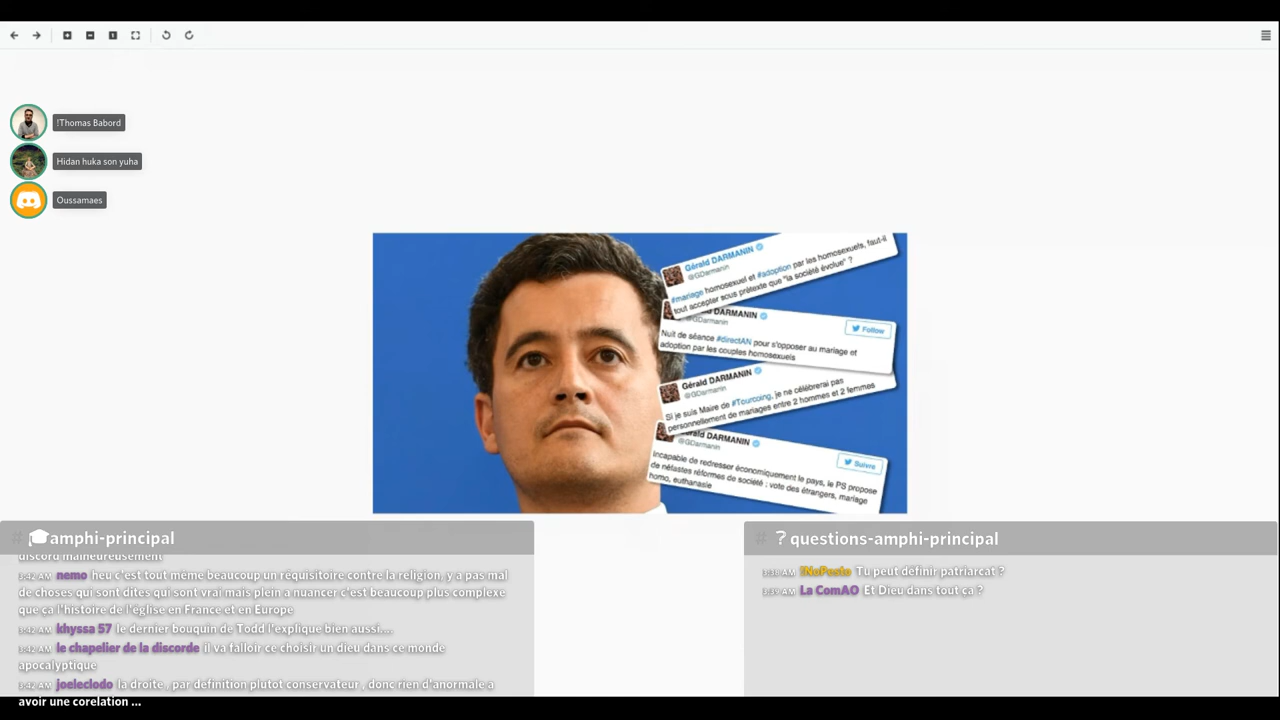 !Thomas Babord
Hidan huka son yuha
Oussamaes
Gérald DARMANIN
@GDarmanin
#mariage homosexuel et #adoption par les homosexuels, faut-il
tout accepter sous prétexte que "la société évolue" ?
DARMANIN
@GDarmanin
Follow
Nuit de séance #directAN pour s'opposer au mariage et
adoption par les couples homosexuels
Gérald DARMANIN
@GDarmanin
Si je suis Maire de #Tourcoing, je ne célébrerai pas
personnellement de mariages entre 2 hommes et 2 femmes
Gérald DARMANIN
@GDarmanin
Suivre
Incapable de redresser économiquement le pays, le PS propose
de néfastes réformes de société : vote des étrangers, mariage
homo, euthanasie
# amphi-principal
discord malheureusement
3:42 AM nemo heu c'est tout même beaucoup un réquisitoire contre la religion, y a pas mal
de choses qui sont dites qui sont vrai mais plein a nuancer c'est beaucoup plus complexe
que ça l'histoire de l'église en France et en Europe
3:42 AM khyssa 57 le dernier bouquin de Todd l'explique bien aussi....
3:42 AM le chapelier de la discorde il va falloir ce choisir un dieu dans ce monde
apocalyptique
3:42 AM joeleclodo la droite , par definition plutot conservateur , donc rien d'anormale a
avoir une corelation ...
# ? questions-amphi-principal
3:38 AM !NoPesto Tu peut définir patriarcat ?
3:39 AM La ComAO Et Dieu dans tout ça ?